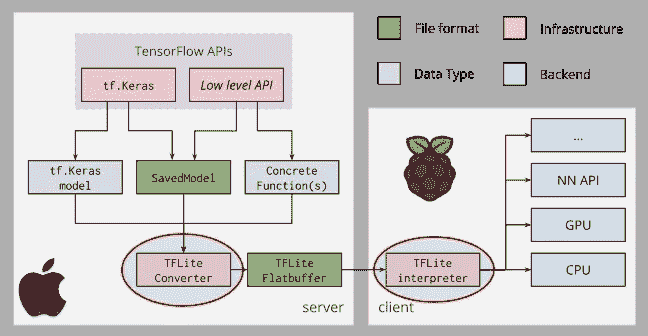 TensorFlow APIs
tf.Keras
Low level API
tf.Keras
model
SavedModel
Concrete
Function(s)
TFLite
Converter
TFLite
Flatbuffer
server
File format
Infrastructure
Data Type
Backend
TFLite
interpreter
client
...
NN API
GPU
CPU